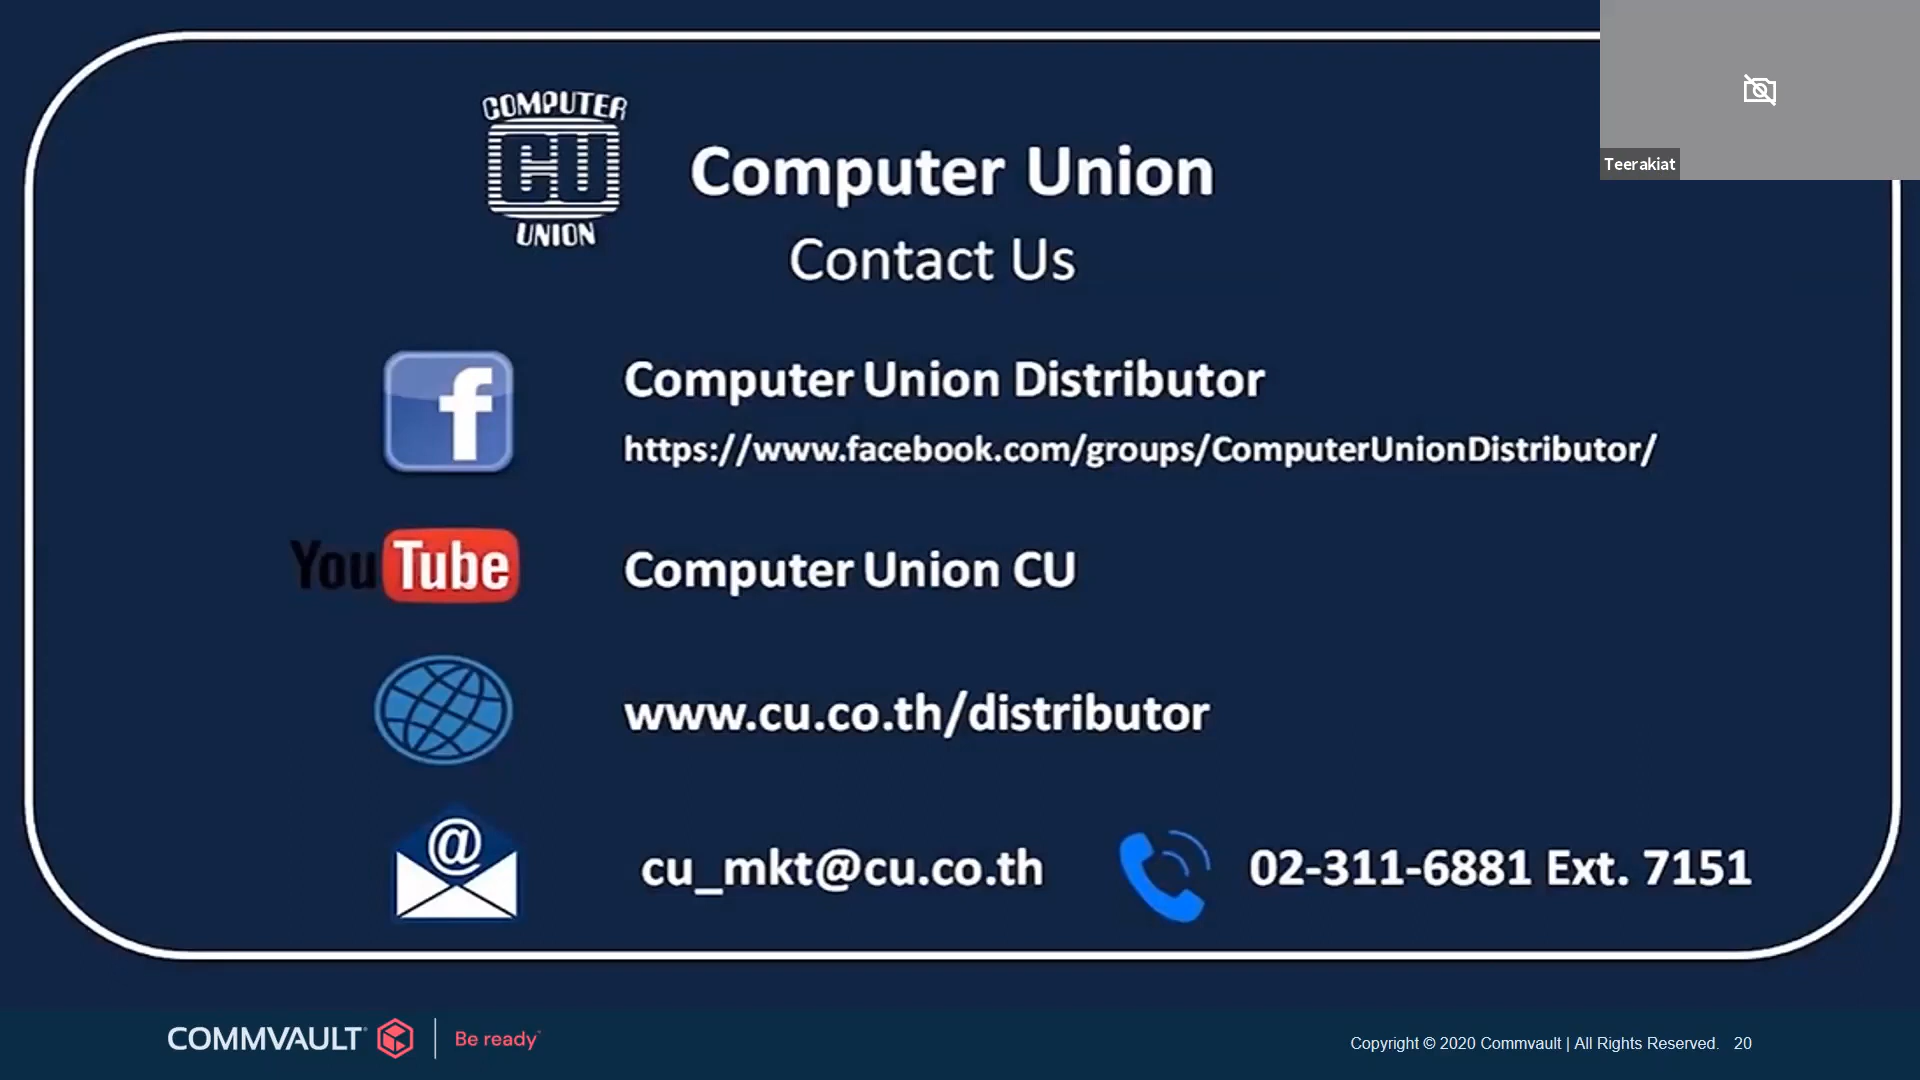 COMPUTER
CU
UNION
Computer Union
Contact Us
Teerakiat
f
Computer Union Distributor
https://www.facebook.com/groups/ComputerUnionDistributor/
YouTube
Computer Union CU
www.cu.co.th/distributor
@
cu_mkt@cu.co.th
02-311-6881 Ext. 7151
COMMVAULT
Be ready
Copyright © 2020 Commvault | All Rights Reserved. 20